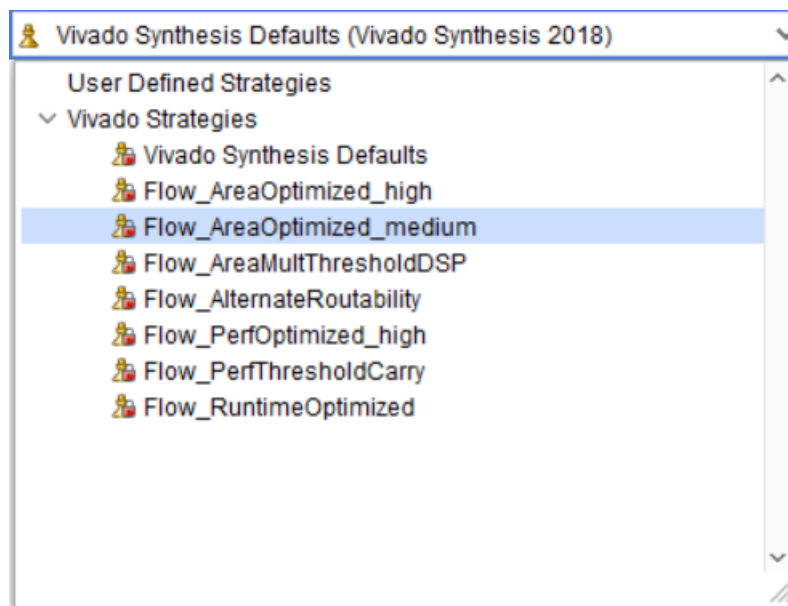 Vivado Synthesis Defaults (Vivado Synthesis 2018)
User Defined Strategies
Vivado Strategies
Vivado Synthesis Defaults
Flow_AreaOptimized_high
Flow_AreaOptimized_medium
Flow_AreaMultThresholdDSP
Flow_AlternateRoutability
Flow_PerfOptimized_high
Flow_PerfThresholdCarry
Flow_RuntimeOptimized